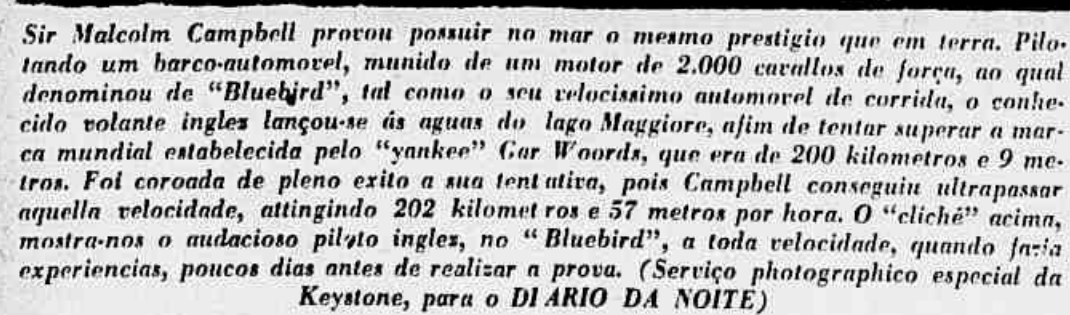 Sir Malcolm Campbell provou possuir no mar o mesmo prestigio que em terra. Pilo-
tando um barco-automovel, munido de um motor de 2.000 cavallos de força, ao qual
denominou de "Bluebird", tal como o seu velocissimo automovel de corrida, o conhe-
cido volante inglez lançou-se ás aguas do lago Maggiore, afim de tentar superar a mar-
ca mundial estabelecida pelo "yankee" Gar Woords, que era de 200 kilometros e 9 me-
tros. Foi coroada de pleno exito a sua tentativa, pois Campbell conseguiu ultrapassar
aquella velocidade, attingindo 202 kilometros e 57 metros por hora. O "cliché" acima,
mostra-nos o audacioso piloto inglez, no "Bluebird", a toda velocidade, quando fazia
experiencias, poucos dias antes de realizar a prova. (Serviço photographico especial da
Keystone, para o DIARIO DA NOITE)